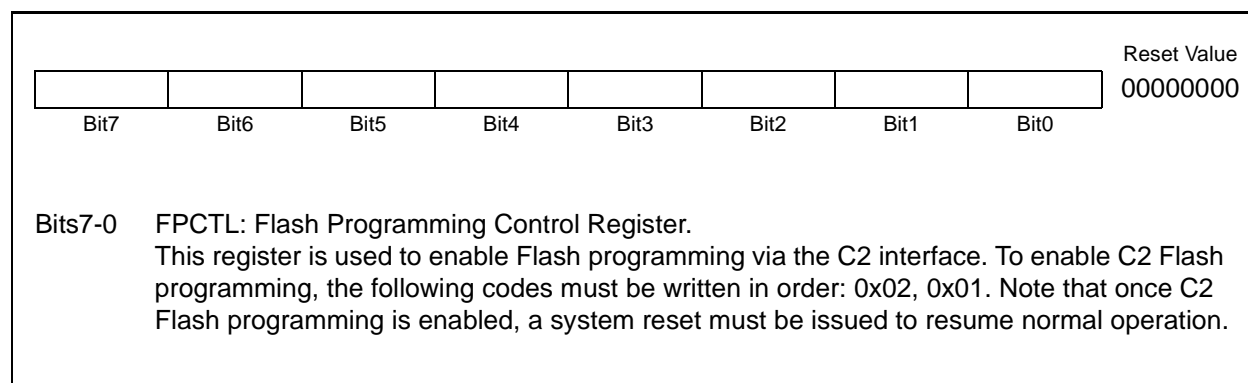 Reset Value
00000000
Bit7 Bit6 Bit5 Bit4 Bit3 Bit2 Bit1 Bit0
Bits7-0 FPCTL: Flash Programming Control Register.
This register is used to enable Flash programming via the C2 interface. To enable C2 Flash
programming, the following codes must be written in order: 0x02, 0x01. Note that once C2
Flash programming is enabled, a system reset must be issued to resume normal operation.